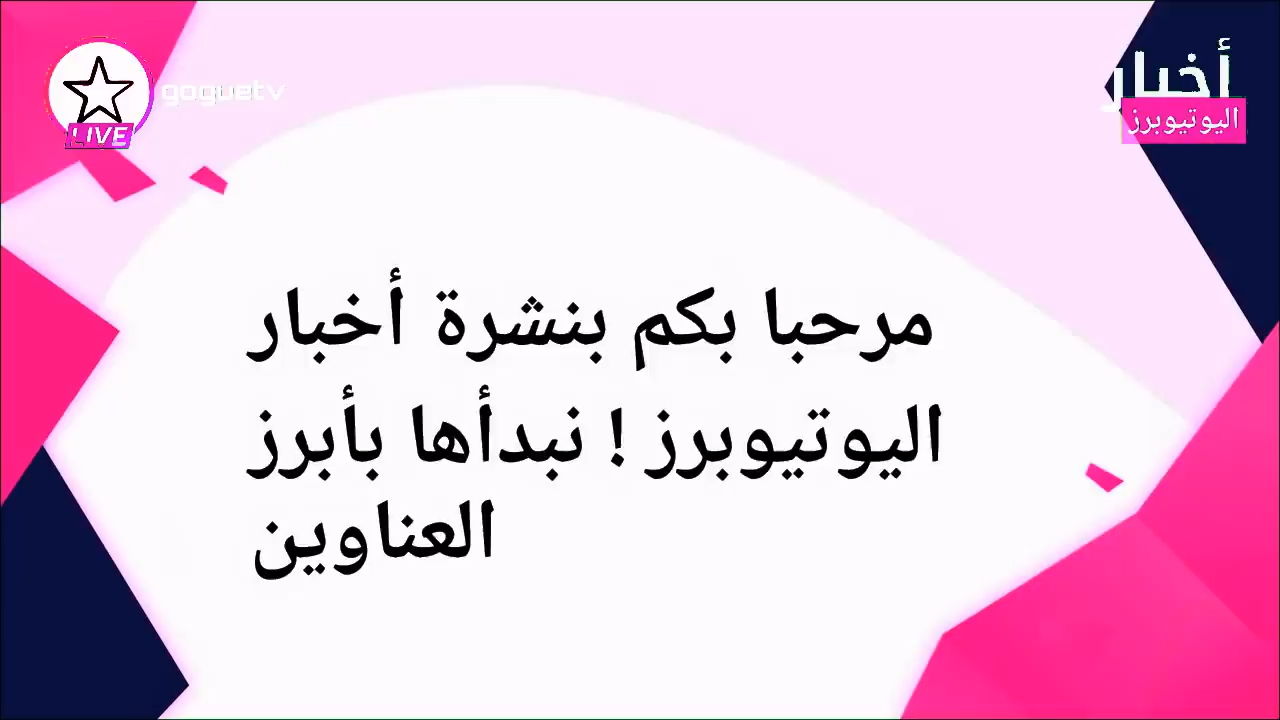 goguetv
LIVE
أخبار
اليوتيوبرز
مرحبا بكم بنشرة أخبار
اليوتيوبرز ! نبدأها بأبرز
العناوين